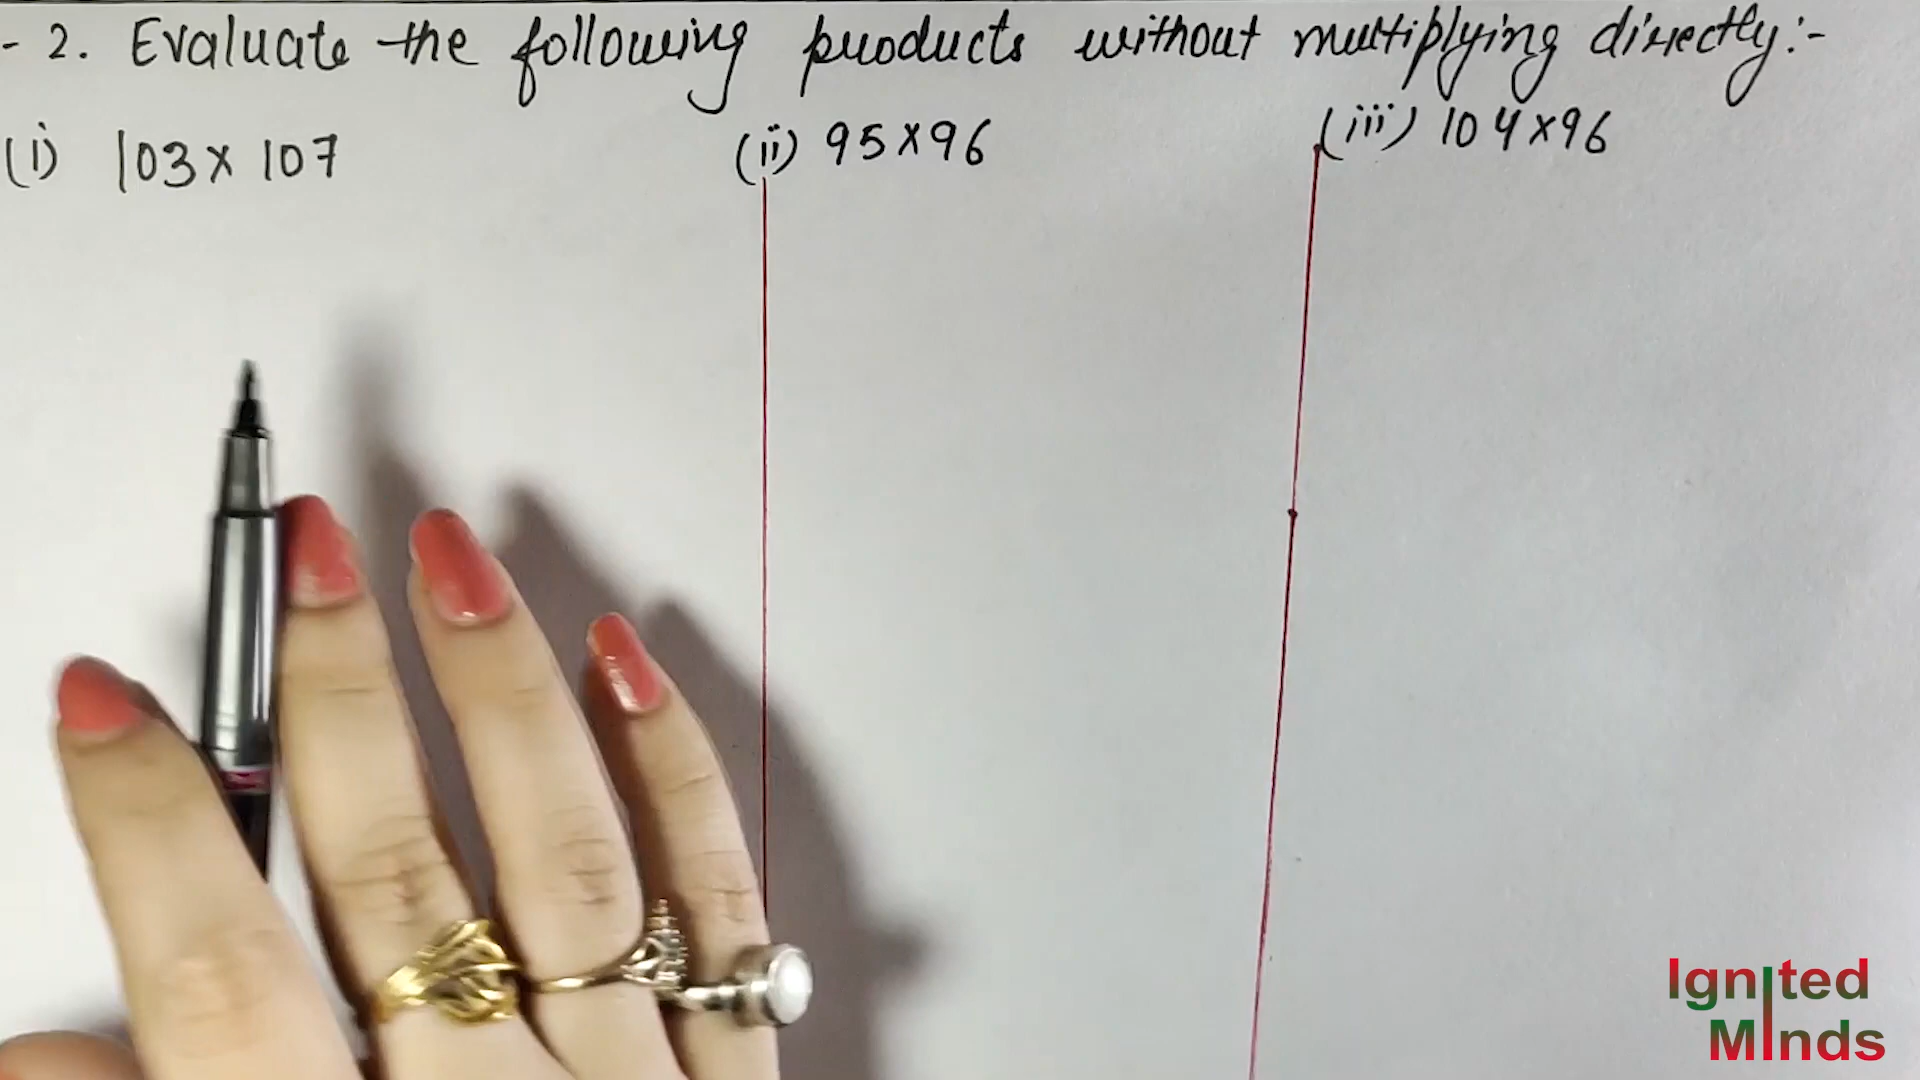 - 2. Evaluate the following products without multiplying directly:-
(i) 103 x 107 (ii) 95 x 96 (iii) 104 x 96
Ignited
Minds